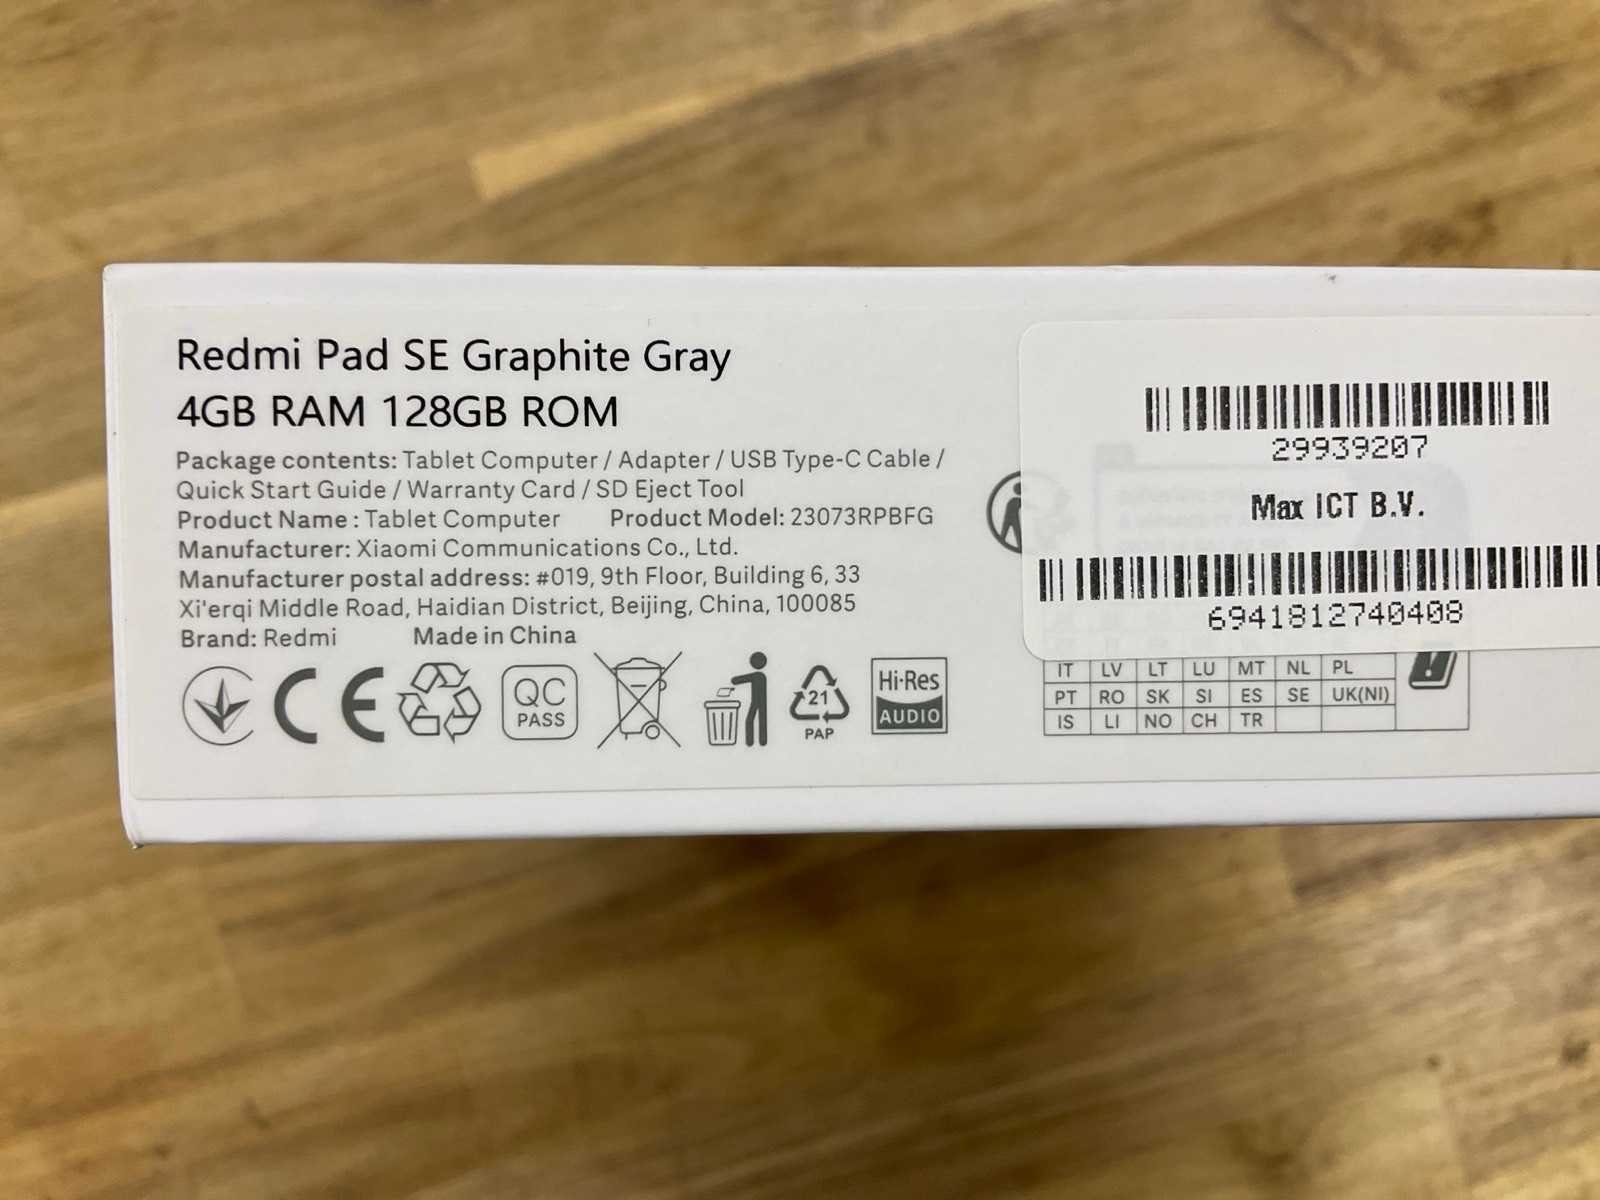 Redmi Pad SE Graphite Gray
4GB RAM 128GB ROM
Package contents: Tablet Computer / Adapter / USB Type-C Cable /
Quick Start Guide / Warranty Card / SD Eject Tool
Product Name : Tablet Computer Product Model: 23073RPBFG
Manufacturer: Xiaomi Communications Co., Ltd.
Manufacturer postal address: #019, 9th Floor, Building 6, 33
Xi'erqi Middle Road, Haidian District, Beijing, China, 100085
Brand: Redmi Made in China
CE
QC
PASS
21
PAP
Hi-Res
AUDIO
29939207
Max ICT B.V.
6941812740408
IT LV LT LU MT NL PL
PT RO SK SI ES SE UK(NI)
IS LI NO CH TR